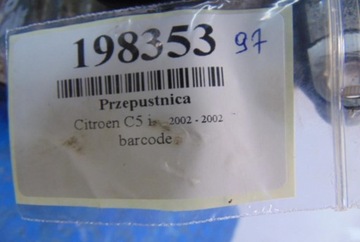 198353 97
Przepustnica
Citroen C5 i 2002 - 2002
barcode